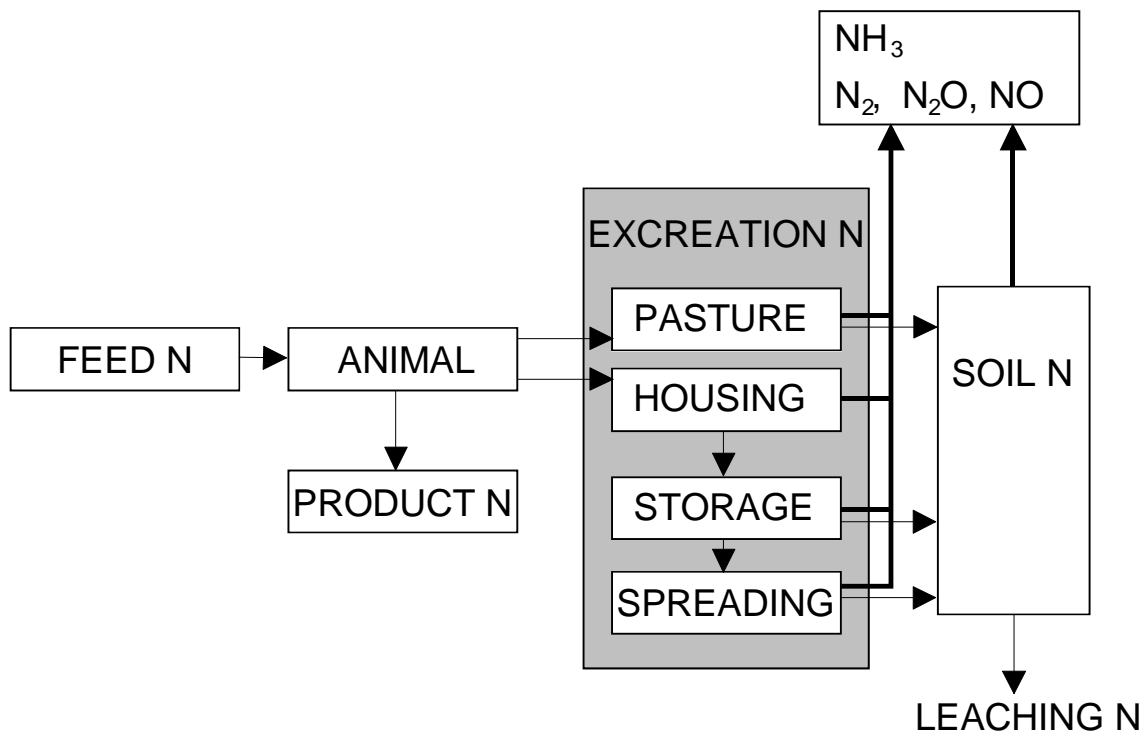 NH₃
N₂, N₂O, NO
EXCREATION N
PASTURE
FEED N
ANIMAL
SOIL N
HOUSING
PRODUCT N
STORAGE
SPREADING
LEACHING N